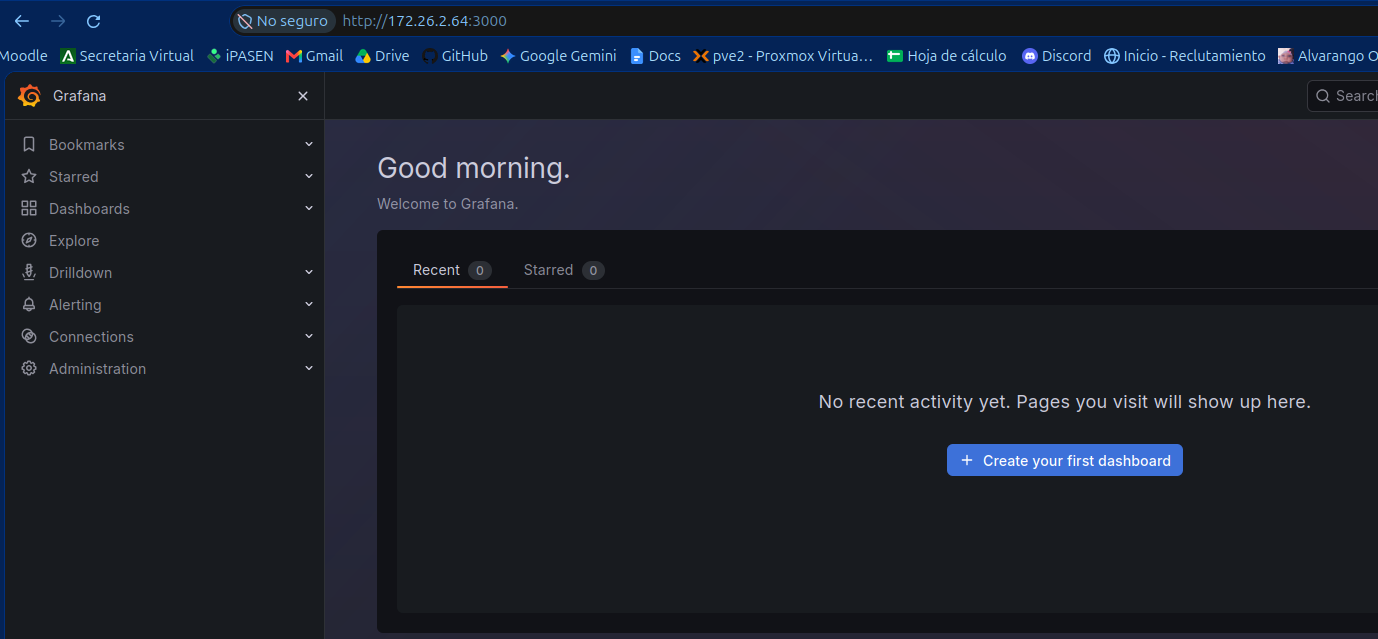 No seguro http://172.26.2.64:3000
Moodle Secretaria Virtual iPASEN Gmail Drive GitHub Google Gemini Docs pve2 - Proxmox Virtua… Hoja de cálculo Discord Inicio - Reclutamiento Alvarango O
Grafana
Search
Bookmarks
Starred
Dashboards
Explore
Drilldown
Alerting
Connections
Administration
Good morning.
Welcome to Grafana.
Recent 0 Starred 0
No recent activity yet. Pages you visit will show up here.
+ Create your first dashboard